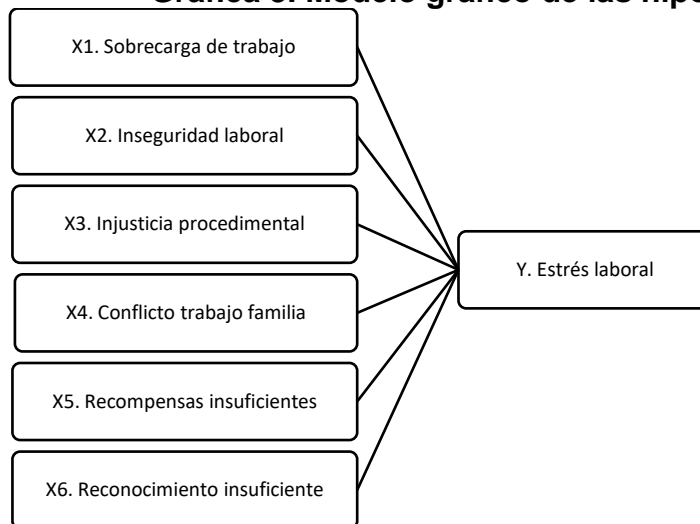 X1. Sobrecarga de trabajo
X2. Inseguridad laboral
X3. Injusticia procedimental
X4. Conflicto trabajo familia
X5. Recompensas insuficientes
X6. Reconocimiento insuficiente
Y. Estrés laboral